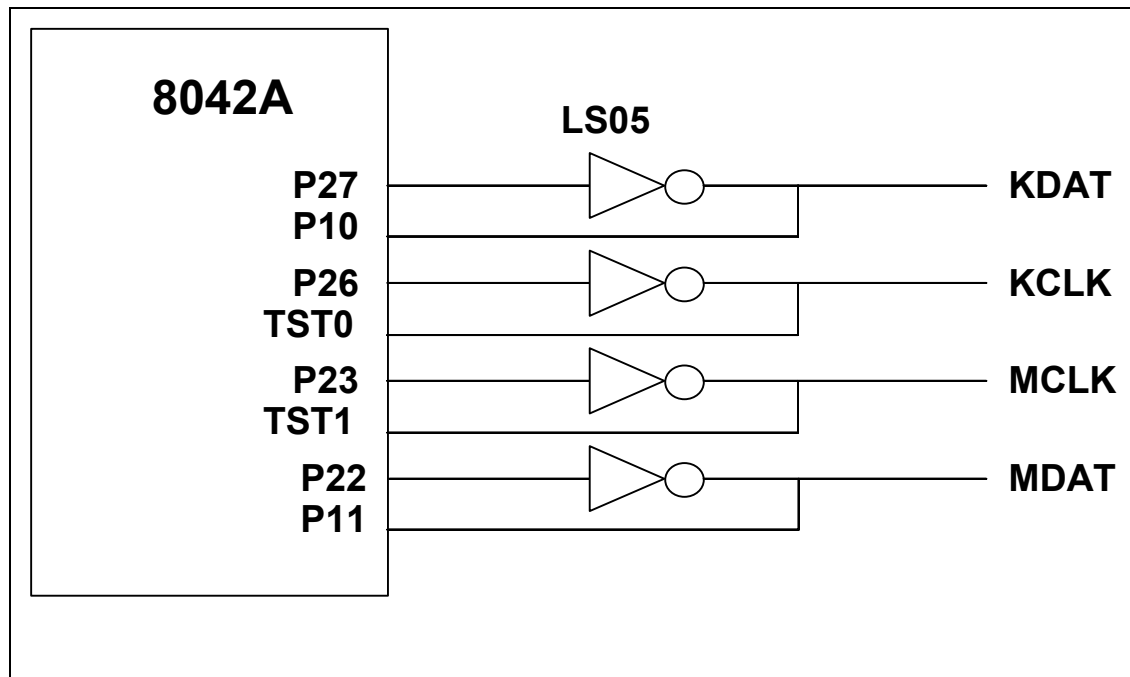 8042A
LS05
P27
KDAT
P10
P26
KCLK
TST0
P23
MCLK
TST1
P22
MDAT
P11